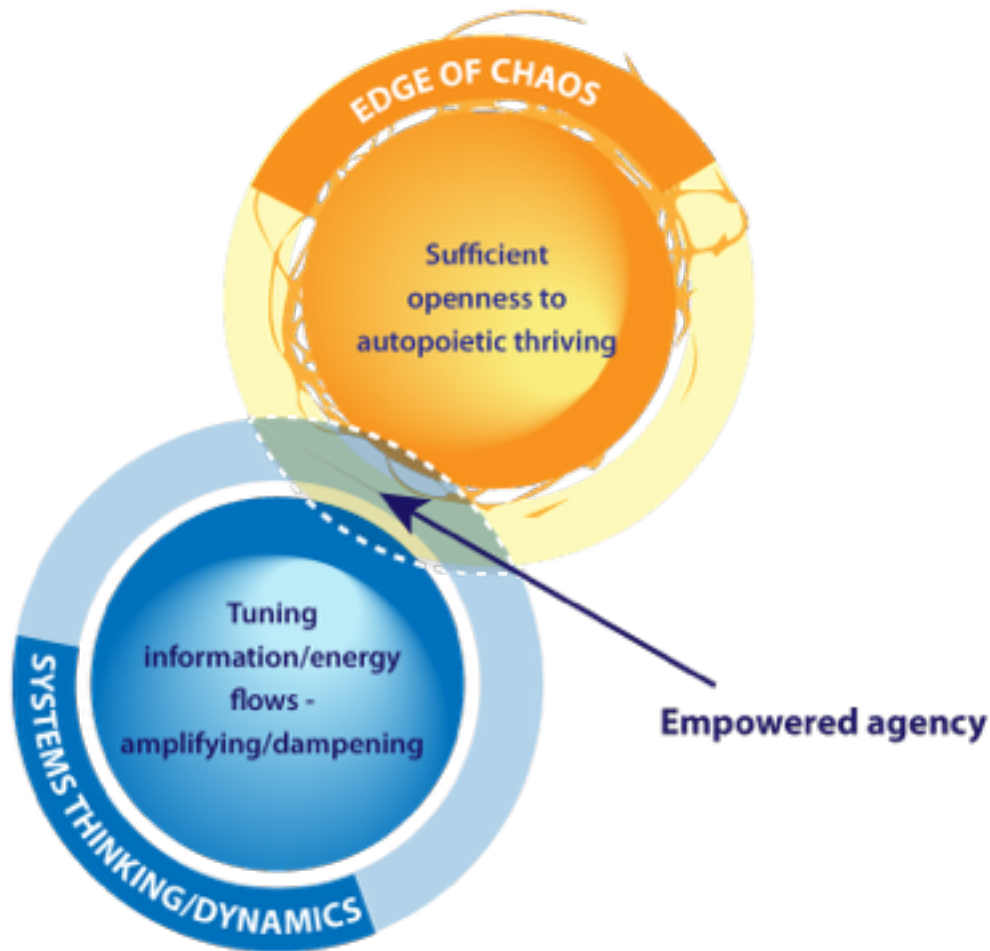 EDGE OF CHAOS
Sufficient
openness to
autopoietic thriving
Tuning
information/energy
flows -
amplifying/dampening
SYSTEMS THINKING/DYNAMICS
Empowered agency